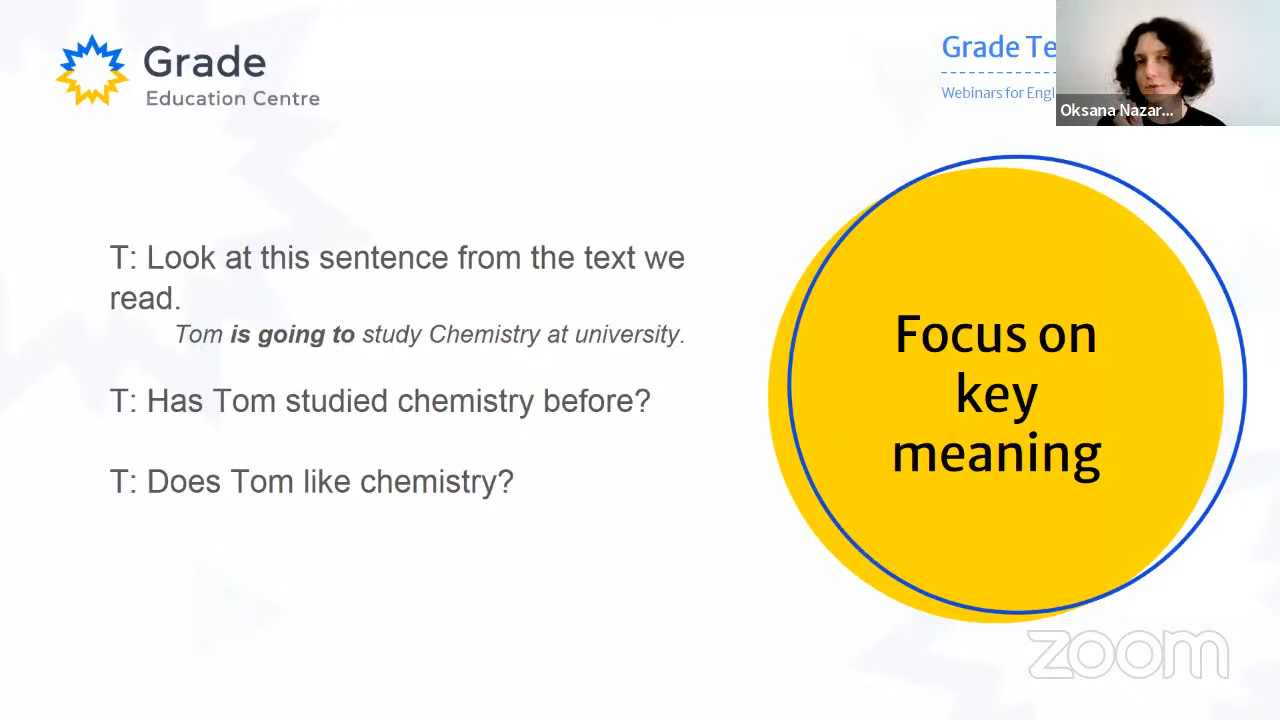 Grade
Education Centre
Grade Te
Webinars for Engl
Oksana Nazar...
T: Look at this sentence from the text we
read.
Tom is going to study Chemistry at university.
T: Has Tom studied chemistry before?
T: Does Tom like chemistry?
Focus on
key
meaning
zoom